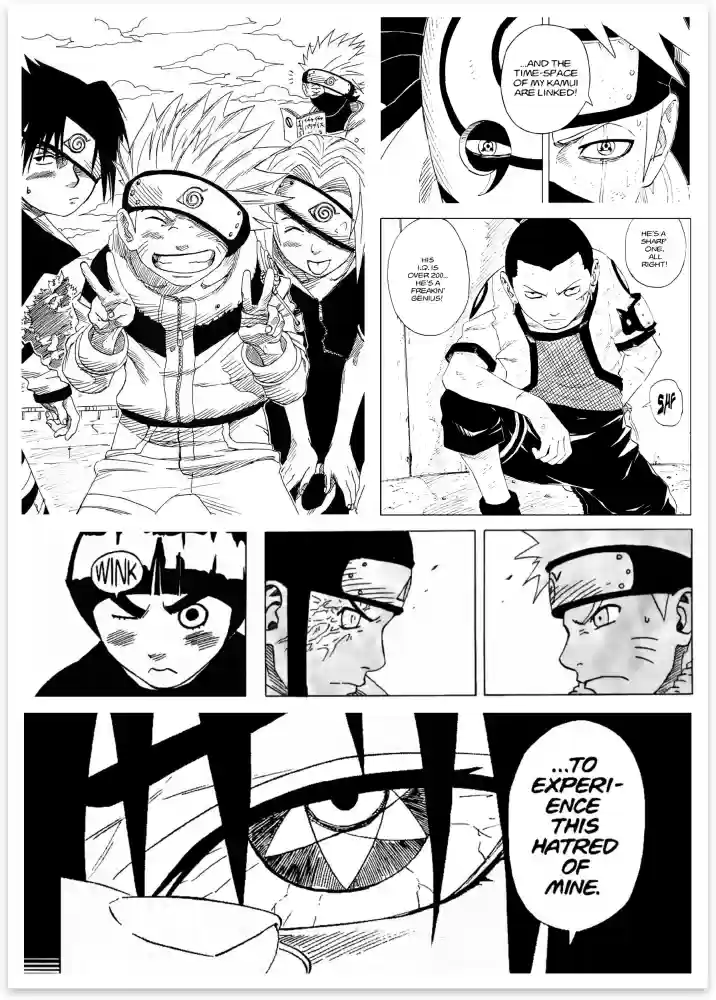 ...AND THE
TIME-SPACE
OF MY KAMUI
ARE LINKED!
HIS
I.Q. IS
OVER 200...
HE'S A
FREAKIN'
GENIUS!
HE'S A
SHARP
ONE,
ALL
RIGHT!
WINK
...TO
EXPERI-
ENCE
THIS
HATRED
OF
MINE.